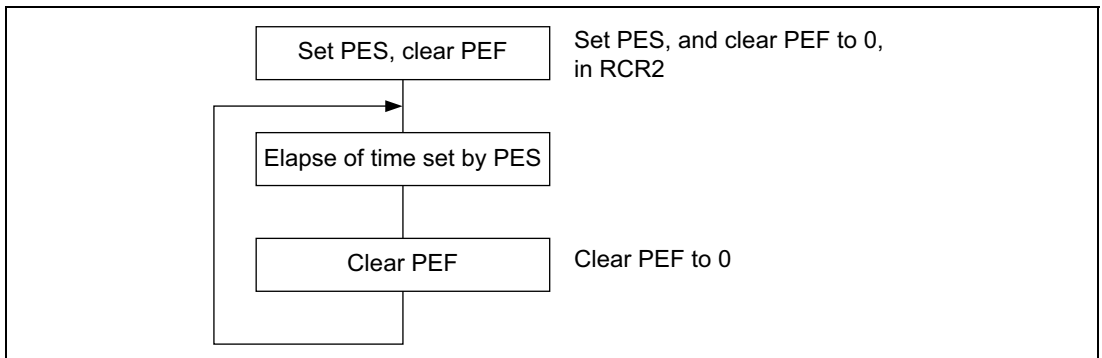 Set PES, clear PEF
Set PES, and clear PEF to 0,
in RCR2
Elapse of time set by PES
Clear PEF
Clear PEF to 0